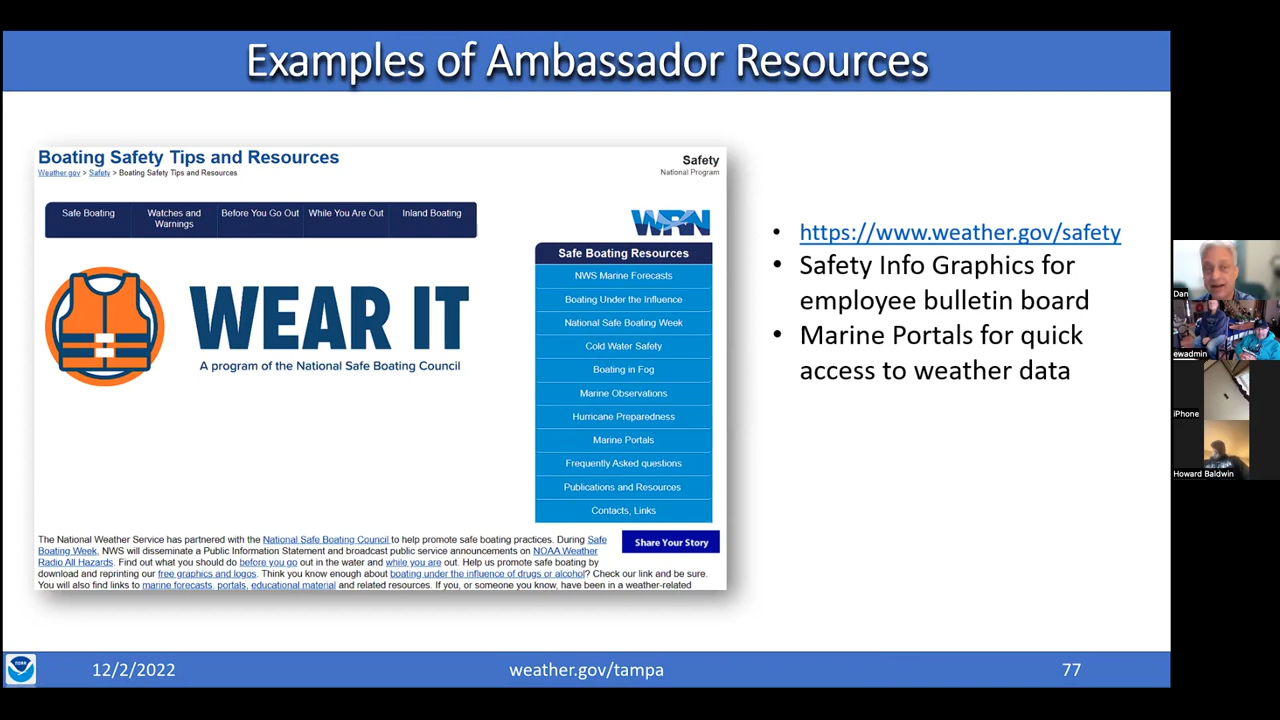 Examples of Ambassador Resources
Boating Safety Tips and Resources
Weather.gov > Safety > Boating Safety Tips and Resources
Safety
National Program
Safe Boating
Watches and
Warnings
Before You Go Out
While You Are Out
Inland Boating
WRN
WEAR IT
A program of the National Safe Boating Council
Safe Boating Resources
NWS Marine Forecasts
Boating Under the Influence
National Safe Boating Week
Cold Water Safety
Boating in Fog
Marine Observations
Hurricane Preparedness
Marine Portals
Frequently Asked questions
Publications and Resources
Contacts, Links
Share Your Story
The National Weather Service has partnered with the National Safe Boating Council to help promote safe boating practices. During Safe
Boating Week, NWS will disseminate a Public Information Statement and broadcast public service announcements on NOAA Weather
Radio All Hazards. Find out what you should do before you go out in the water and while you are out. Help us promote safe boating by
download and reprinting our free graphics and logos. Think you know enough about boating under the influence of drugs or alcohol? Check our link and be sure.
You will also find links to marine forecasts, portals, educational material and related resources. If you, or someone you know, have been in a weather-related
• https://www.weather.gov/safety
• Safety Info Graphics for
employee bulletin board
• Marine Portals for quick
access to weather data
Dan
ewadmin
iPhone
Howard Baldwin
NOAA
12/2/2022
weather.gov/tampa
77